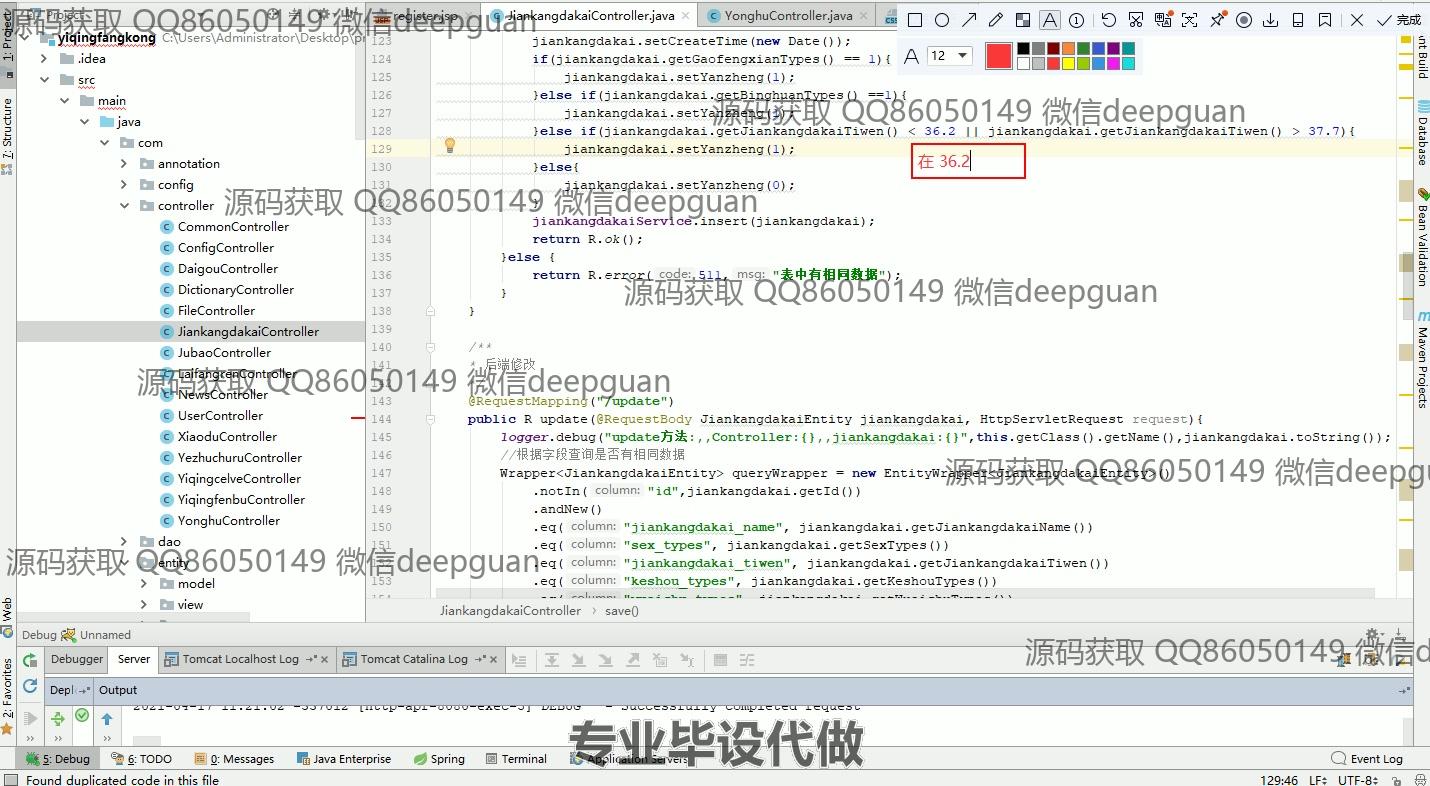 1: Project
register.jsp
JiankangdakaiController.java
YonghuController.java
完成
yiqingfangkong C:\Users\Administrator\Desktop\pr
.idea
src
main
java
com
annotation
config
controller
CommonController
ConfigController
DaigouController
DictionaryController
FileController
JiankangdakaiController
JubaoController
LaifangrenController
NewsController
UserController
XiaoduController
YezhuchuruController
YiqingcelveController
YiqingfenbuController
YonghuController
dao
entity
model
view
7: Structure
Web
2: Favorites
12
123 jiankangdakai.setCreateTime(new Date());
124 if(jiankangdakai.getGaofengxianTypes() == 1){
125 jiankangdakai.setYanzheng(1);
126 }else if(jiankangdakai.getBinghuanTypes() ==1){
127 jiankangdakai.setYanzheng(1);
128 }else if(jiankangdakai.getJiankangdakaiTiwen() < 36.2 || jiankangdakai.getJiankangdakaiTiwen() > 37.7){
129 jiankangdakai.setYanzheng(1);
在 36.2
130 }else{
131 jiankangdakai.setYanzheng(0);
132 }
133 jiankangdakaiService.insert(jiankangdakai);
134 return R.ok();
135 }else {
136 return R.error( code: 511, msg: "表中有相同数据");
137 }
138 }
139
140 /**
141 * 后端修改
143 @RequestMapping("/update")
144 public R update(@RequestBody JiankangdakaiEntity jiankangdakai, HttpServletRequest request){
145 logger.debug("update方法:,,Controller:{},,jiankangdakai:{}",this.getClass().getName(),jiankangdakai.toString());
146 //根据字段查询是否有相同数据
147 Wrapper<JiankangdakaiEntity> queryWrapper = new EntityWrapper<JiankangdakaiEntity>()
148 .notIn( column: "id",jiankangdakai.getId())
149 .andNew()
150 .eq( column: "jiankangdakai_name", jiankangdakai.getJiankangdakaiName())
151 .eq( column: "sex_types", jiankangdakai.getSexTypes())
152 .eq( column: "jiankangdakai_tiwen", jiankangdakai.getJiankangdakaiTiwen())
153 .eq( column: "keshou_types", jiankangdakai.getKeshouTypes())
JiankangdakaiController › save()
Ant Build
Database
Bean Validation
Maven Projects
源码获取 QQ86050149 微信deepguan
源码获取 QQ86050149 微信deepguan
源码获取 QQ86050149 微信deepguan
源码获取 QQ86050149 微信deepguan
源码获取 QQ86050149 微信deepguan
源码获取 QQ86050149 微信deepgu
源码获取 QQ86050149 微信deepguan
源码获取 QQ86050149 微信d
Debug Unnamed
Debugger Server Tomcat Localhost Log Tomcat Catalina Log
Depl Output
2021-04-17 11:21:02 -337012 [http-apr-8080-exec-5] DEBUG - Successfully completed request
专业毕设代做
5: Debug 6: TODO 0: Messages Java Enterprise Spring Terminal Application Servers Event Log
Found duplicated code in this file
129:46 LF UTF-8